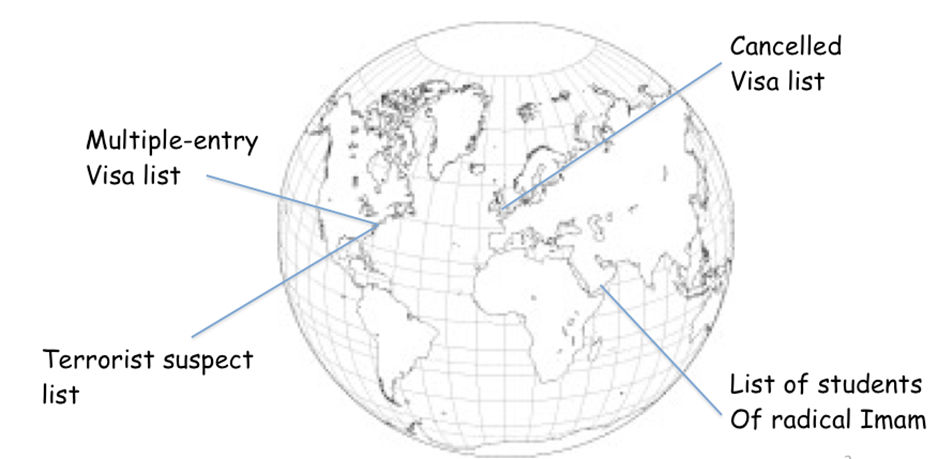 Cancelled
Visa list
Multiple-entry
Visa list
Terrorist suspect
list
List of students
Of radical Imam